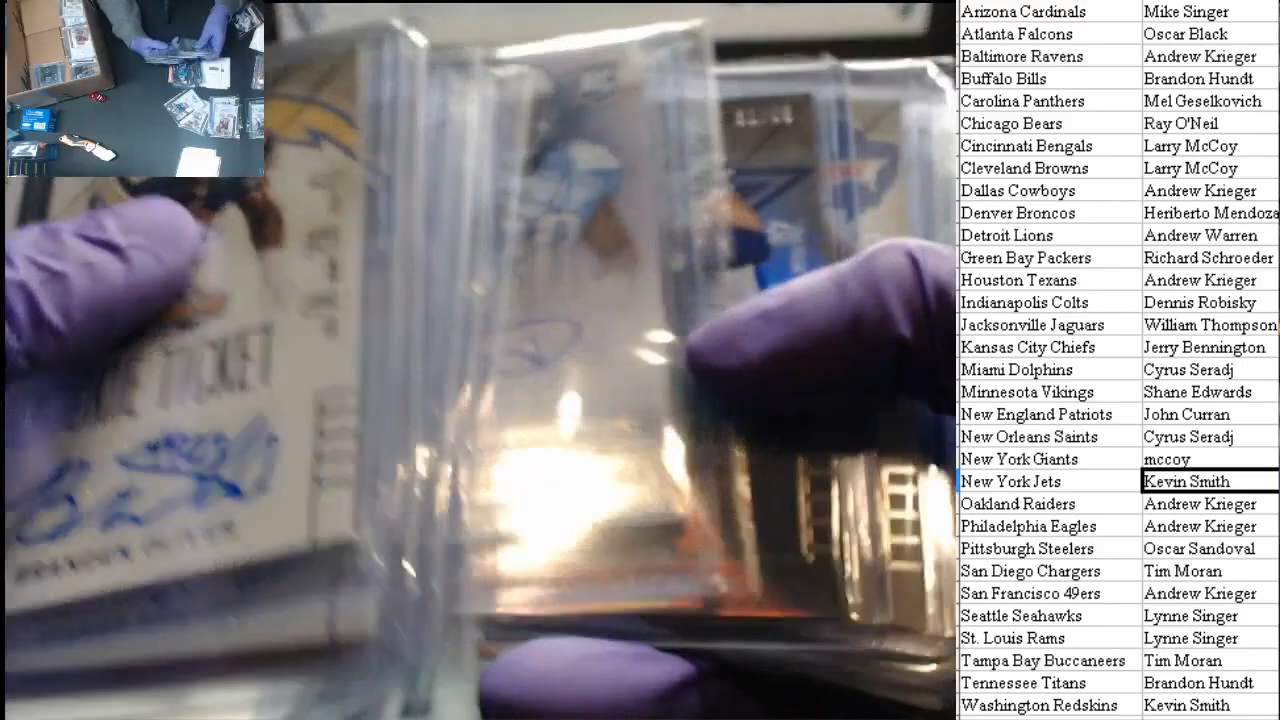 Arizona Cardinals Mike Singer
Atlanta Falcons Oscar Black
Baltimore Ravens Andrew Krieger
Buffalo Bills Brandon Hundt
Carolina Panthers Mel Geselkovich
Chicago Bears Ray O'Neil
Cincinnati Bengals Larry McCoy
Cleveland Browns Larry McCoy
Dallas Cowboys Andrew Krieger
Denver Broncos Heriberto Mendoza
Detroit Lions Andrew Warren
Green Bay Packers Richard Schroeder
Houston Texans Andrew Krieger
Indianapolis Colts Dennis Robisky
Jacksonville Jaguars William Thompson
Kansas City Chiefs Jerry Bennington
Miami Dolphins Cyrus Seradj
Minnesota Vikings Shane Edwards
New England Patriots John Curran
New Orleans Saints Cyrus Seradj
New York Giants mccoy
New York Jets Kevin Smith
Oakland Raiders Andrew Krieger
Philadelphia Eagles Andrew Krieger
Pittsburgh Steelers Oscar Sandoval
San Diego Chargers Tim Moran
San Francisco 49ers Andrew Krieger
Seattle Seahawks Lynne Singer
St. Louis Rams Lynne Singer
Tampa Bay Buccaneers Tim Moran
Tennessee Titans Brandon Hundt
Washington Redskins Kevin Smith